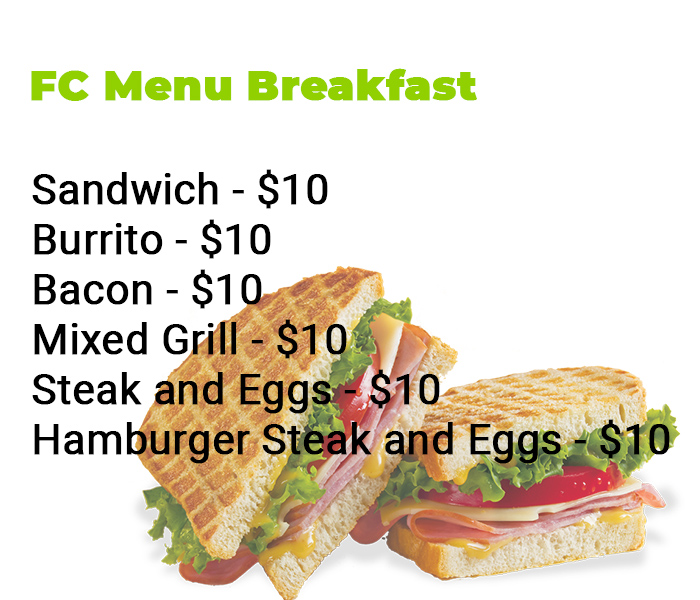 FC Menu Breakfast
Sandwich - $10
Burrito - $10
Bacon - $10
Mixed Grill - $10
Steak and Eggs - $10
Hamburger Steak and Eggs - $10